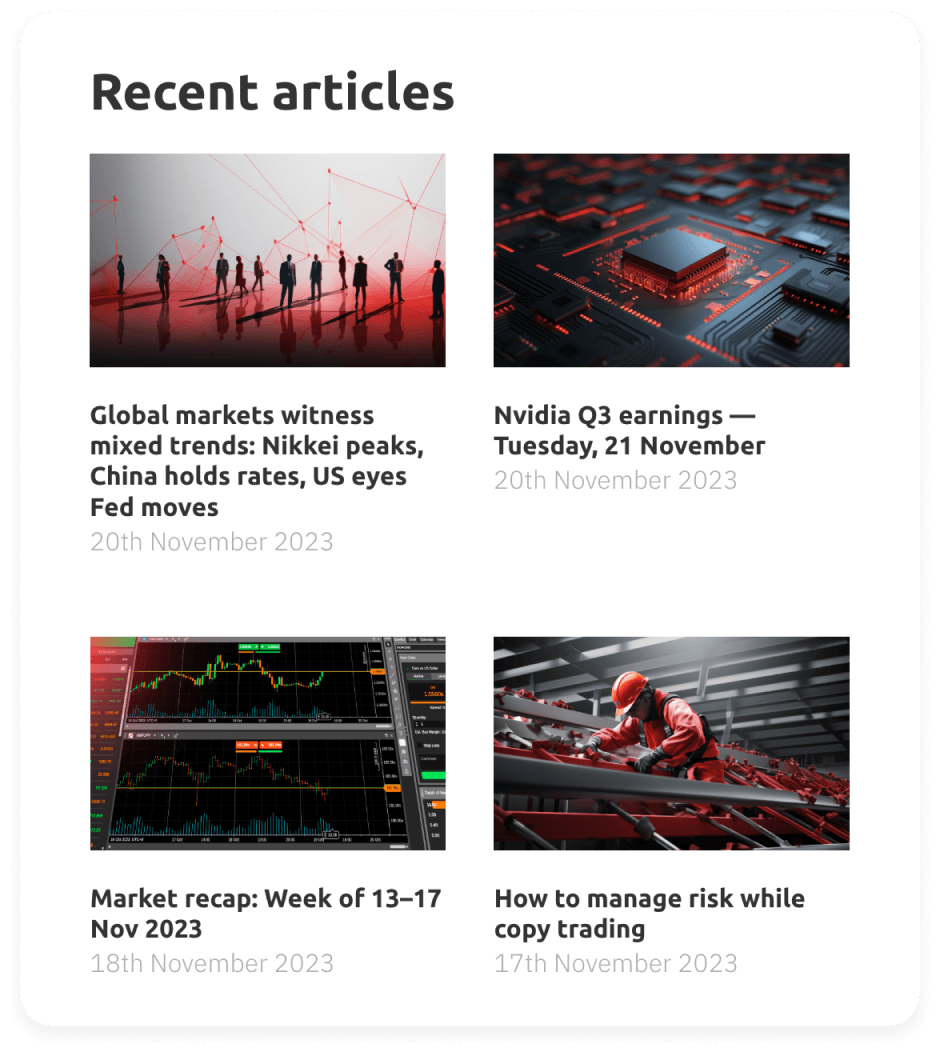 Recent articles
Global markets witness
mixed trends: Nikkei peaks,
China holds rates, US eyes
Fed moves
20th November 2023
Nvidia Q3 earnings —
Tuesday, 21 November
20th November 2023
Market recap: Week of 13–17
Nov 2023
18th November 2023
How to manage risk while
copy trading
17th November 2023